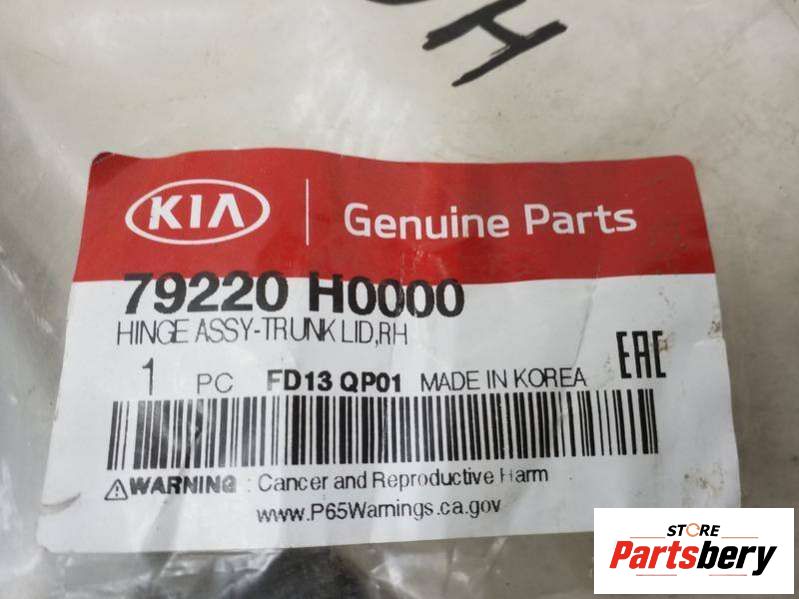 H
KIA Genuine Parts
79220 H0000
HINGE ASSY-TRUNK LID,RH
1 PC FD13 QP01 MADE IN KOREA
EAC
WARNING : Cancer and Reproductive Harm
www.P65Warnings.ca.gov
STORE
Partsbery